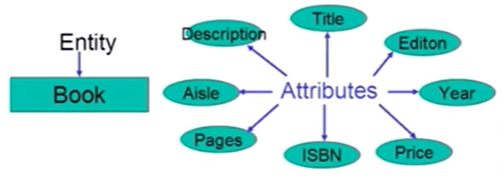 Entity
Book
Title
Description
Editon
Aisle
Attributes
Year
Pages
ISBN
Price